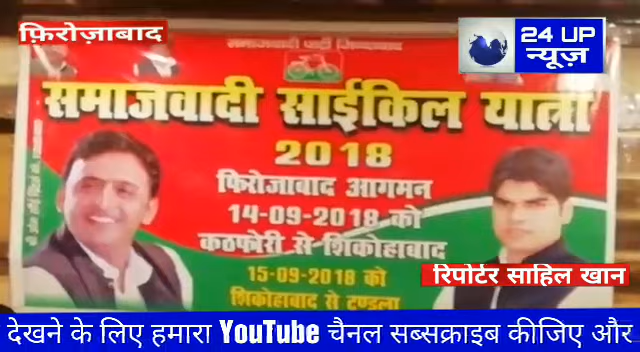 फ़िरोज़ाबाद
24 UP
न्यूज़
समाजवादी पार्टी जिन्दाबाद
समाजवादी साईकिल यात्रा
2018
फिरोजाबाद आगमन
14-09-2018 को
कठफोरी से शिकोहाबाद
15-09-2018 को
शिकोहाबाद से टूण्डला
रिपोर्टर साहिल खान
देखने के लिए हमारा YouTube चैनल सब्सक्राइब कीजिए और